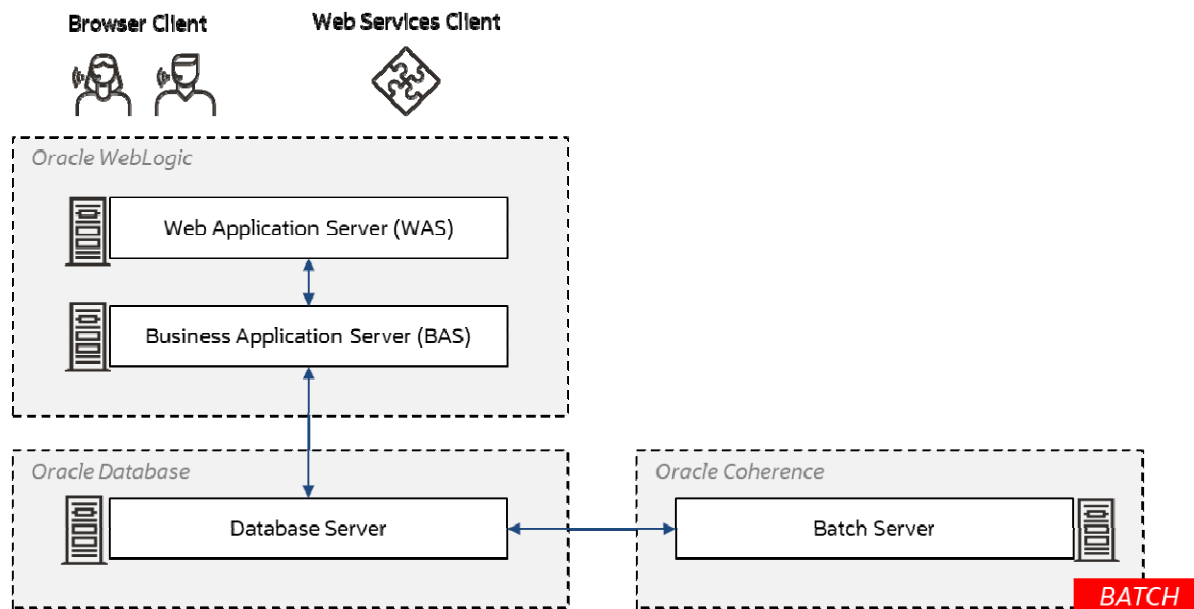 Browser Client
Web Services Client
Oracle WebLogic
Web Application Server (WAS)
Business Application Server (BAS)
Oracle Database
Database Server
Oracle Coherence
Batch Server
BATCH